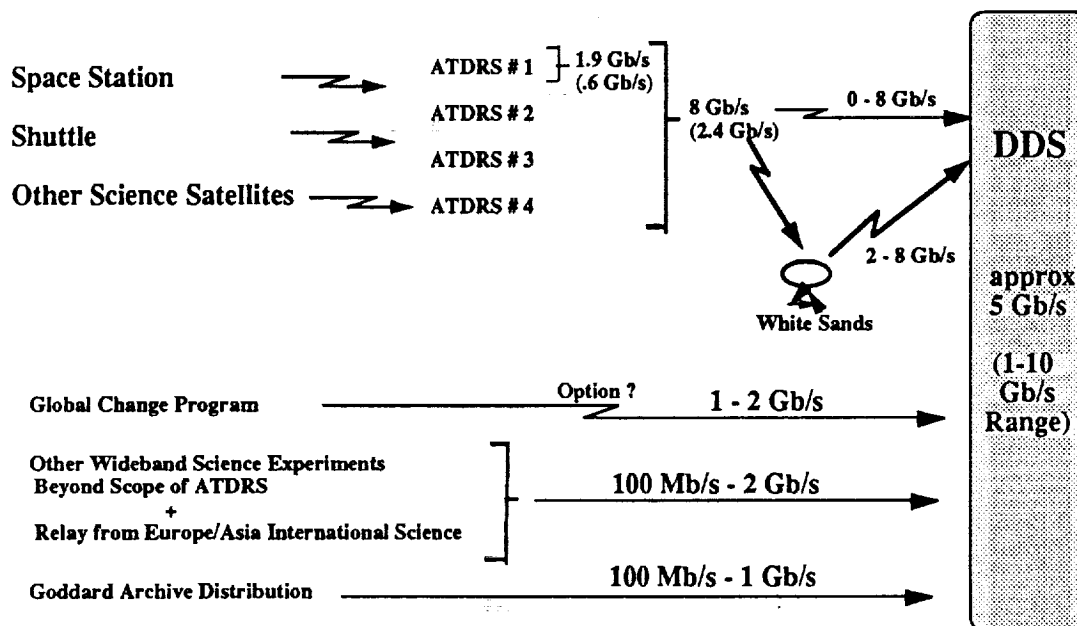 Space Station
Shuttle
Other Science Satellites
ATDRS # 1
ATDRS # 2
ATDRS # 3
ATDRS # 4
1.9 Gb/s
(.6 Gb/s)
8 Gb/s
(2.4 Gb/s)
0 - 8 Gb/s
2 - 8 Gb/s
White Sands
DDS
approx
5 Gb/s
(1-10
Gb/s
Range)
Global Change Program
Option ?
1 - 2 Gb/s
Other Wideband Science Experiments
Beyond Scope of ATDRS
+
Relay from Europe/Asia International Science
100 Mb/s - 2 Gb/s
Goddard Archive Distribution
100 Mb/s - 1 Gb/s